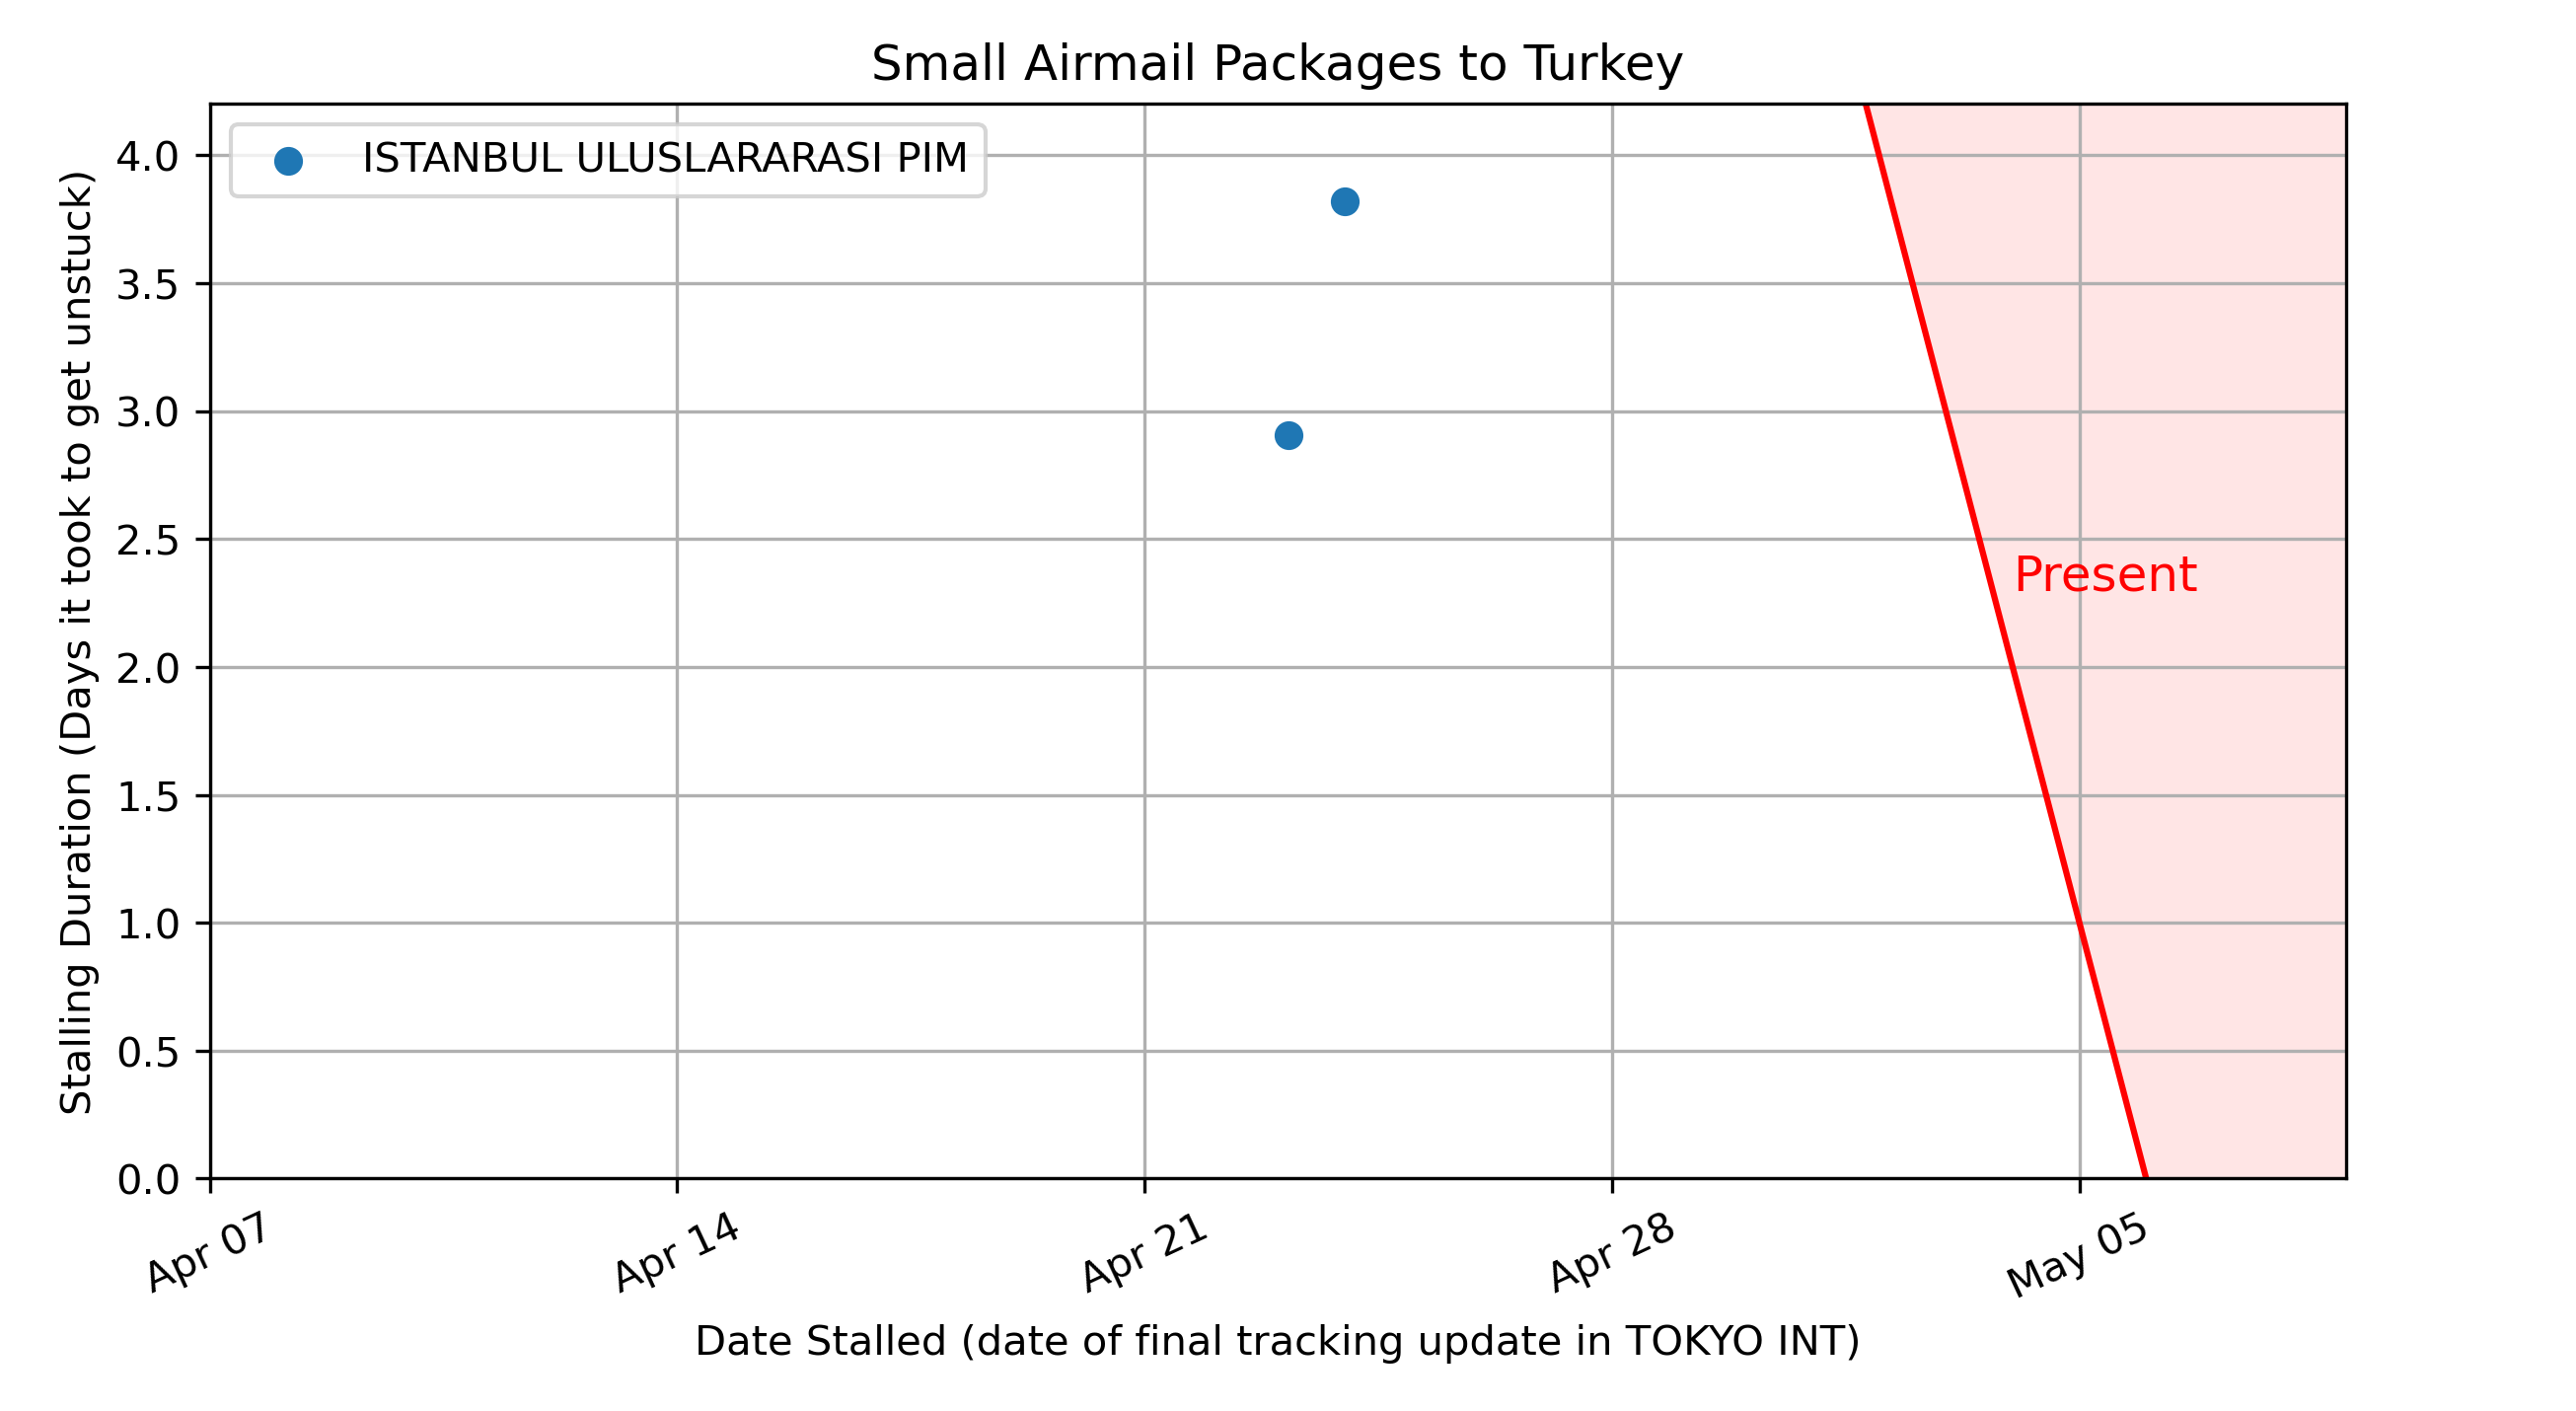 Small Airmail Packages to Turkey
ISTANBUL ULUSLARARASI PIM
Stalling Duration (Days it took to get unstuck)
4.0
3.5
3.0
2.5
2.0
1.5
1.0
0.5
0.0
Present
Apr 07
Apr 14
Apr 21
Apr 28
May 05
Date Stalled (date of final tracking update in TOKYO INT)